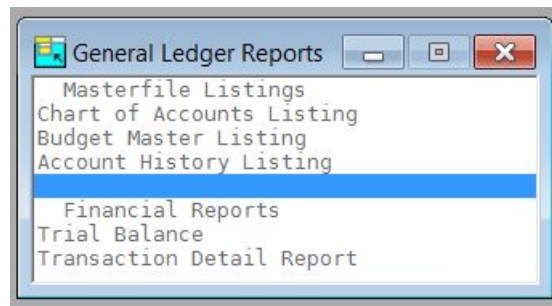 General Ledger Reports
Masterfile Listings
Chart of Accounts Listing
Budget Master Listing
Account History Listing
Financial Reports
Trial Balance
Transaction Detail Report